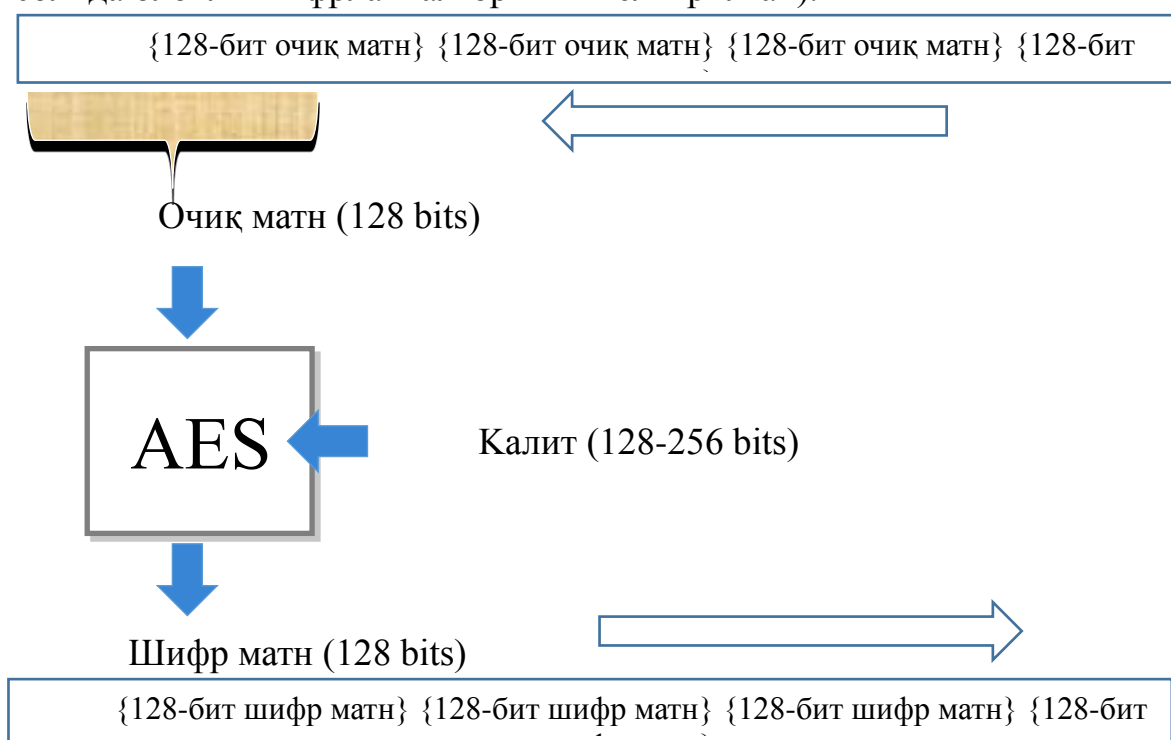 {128-бит очиқ матн} {128-бит очиқ матн} {128-бит очиқ матн} {128-бит
Очиқ матн (128 bits)
AES
Калит (128-256 bits)
Шифр матн (128 bits)
{128-бит шифр матн} {128-бит шифр матн} {128-бит шифр матн} {128-бит